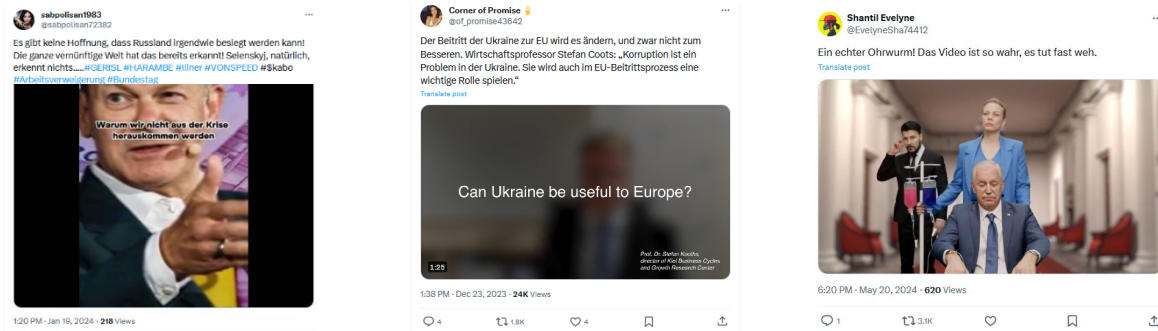 sabpolisan1983
@sabpolisan72382
Es gibt keine Hoffnung, dass Russland irgendwie besiegt werden kann!
Die ganze vernünftige Welt hat das bereits erkannt! Selenskyj, natürlich,
erkennt nichts.....#GERISL #HARAMBE #Illner #VONSPEED #$kabo
#Arbeitsverweigerung #Bundestag
Warum wir nicht aus der Krise
herauskommen werden
1:20 PM · Jan 19, 2024 · 218 Views
Corner of Promise
@of_promise43642
Der Beitritt der Ukraine zur EU wird es ändern, und zwar nicht zum
Besseren. Wirtschaftsprofessor Stefan Coots: „Korruption ist ein
Problem in der Ukraine. Sie wird auch im EU-Beitrittsprozess eine
wichtige Rolle spielen.“
Translate post
Can Ukraine be useful to Europe?
Prof. Dr. Stefan Kooths,
director of Kiel Business Cycles
and Growth Research Center
1:25
1:38 PM · Dec 23, 2023 · 24K Views
4
1.8K
4
Shantil Evelyne
@EvelyneSha74412
Ein echter Ohrwurm! Das Video ist so wahr, es tut fast weh.
Translate post
6:20 PM · May 20, 2024 · 620 Views
1
3.1K